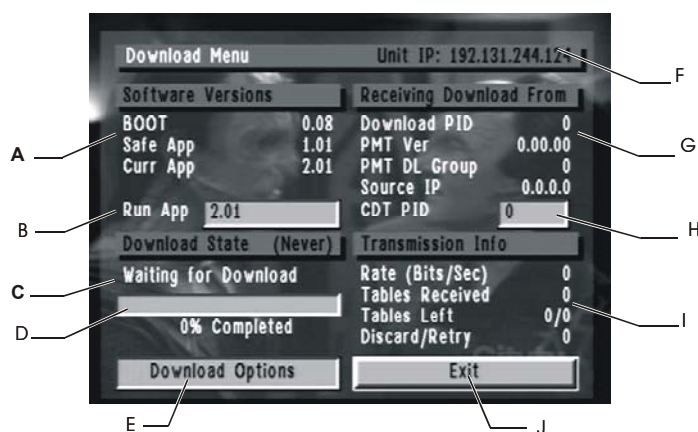 Download Menu Unit IP: 192.131.244.124
F
Software Versions
BOOT 0.08
Safe App 1.01
Curr App 2.01
Run App 2.01
A
B
Receiving Download From
Download PID 0
PMT Ver 0.00.00
PMT DL Group 0
Source IP 0.0.0.0
CDT PID 0
G
H
Download State (Never)
Waiting for Download
0% Completed
C
D
Transmission Info
Rate (Bits/Sec) 0
Tables Received 0
Tables Left 0/0
Discard/Retry 0
I
Download Options
E
Exit
J